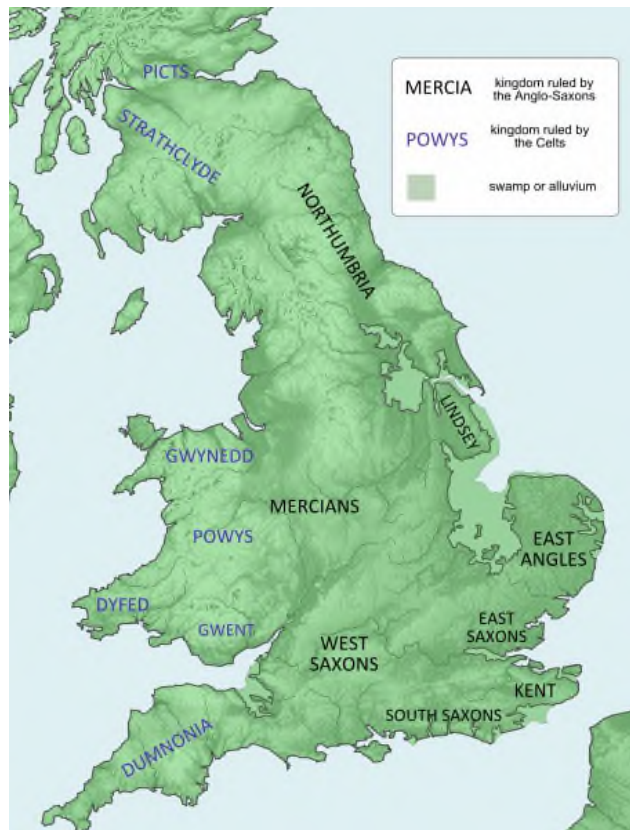 PICTS
STRATHCLYDE
NORTHUMBRIA
MERCIA
kingdom ruled by
the Anglo-Saxons
POWYS
kingdom ruled by
the Celts
swamp or alluvium
LINDSEY
GWYNEDD
MERCIANS
POWYS
EAST
ANGLES
DYFED
GWENT
EAST
SAXONS
WEST
SAXONS
KENT
SOUTH SAXONS
DUMNONIA